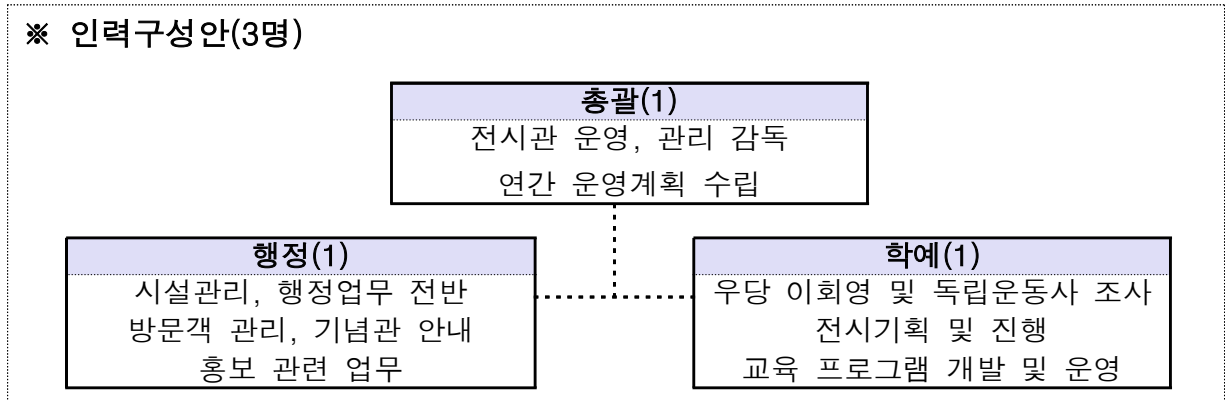 ※ 인력구성안(3명)
총괄(1)
전시관 운영, 관리 감독
연간 운영계획 수립
행정(1)
시설관리, 행정업무 전반
방문객 관리, 기념관 안내
홍보 관련 업무
학예(1)
우당 이회영 및 독립운동사 조사
전시기획 및 진행
교육 프로그램 개발 및 운영